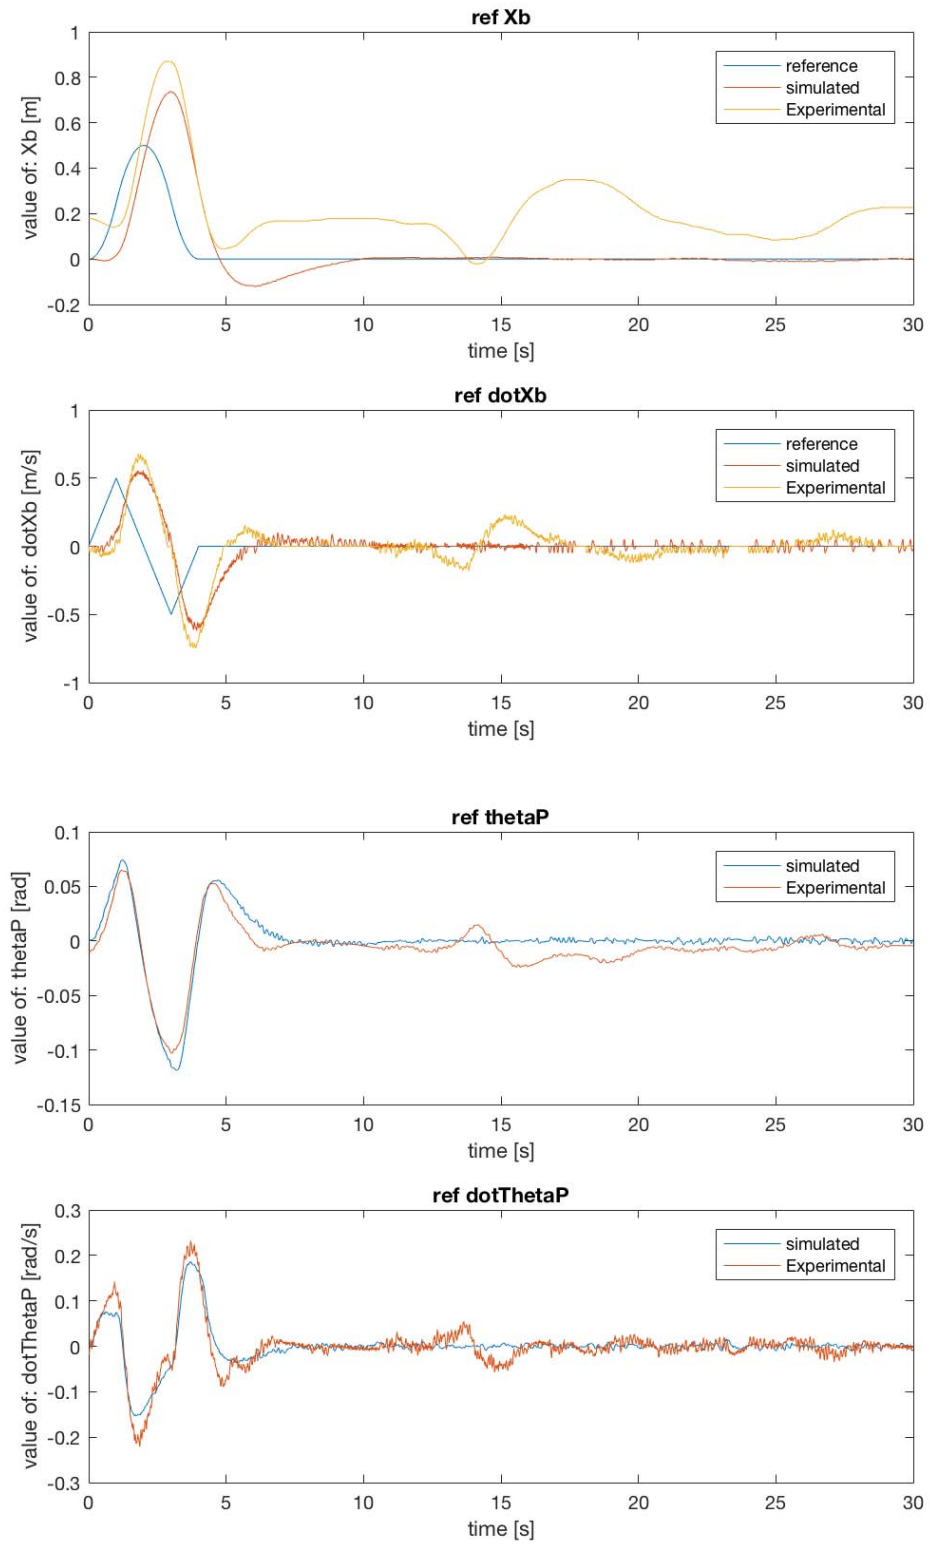 ref Xb
1
0.8
0.6
0.4
0.2
0
-0.2
value of: Xb [m]
reference
simulated
Experimental
0 5 10 15 20 25 30
time [s]
ref dotXb
1
0.5
0
-0.5
-1
value of: dotXb [m/s]
reference
simulated
Experimental
0 5 10 15 20 25 30
time [s]
ref thetaP
0.1
0.05
0
-0.05
-0.1
-0.15
value of: thetaP [rad]
simulated
Experimental
0 5 10 15 20 25 30
time [s]
ref dotThetaP
0.3
0.2
0.1
0
-0.1
-0.2
-0.3
value of: dotThetaP [rad/s]
simulated
Experimental
0 5 10 15 20 25 30
time [s]